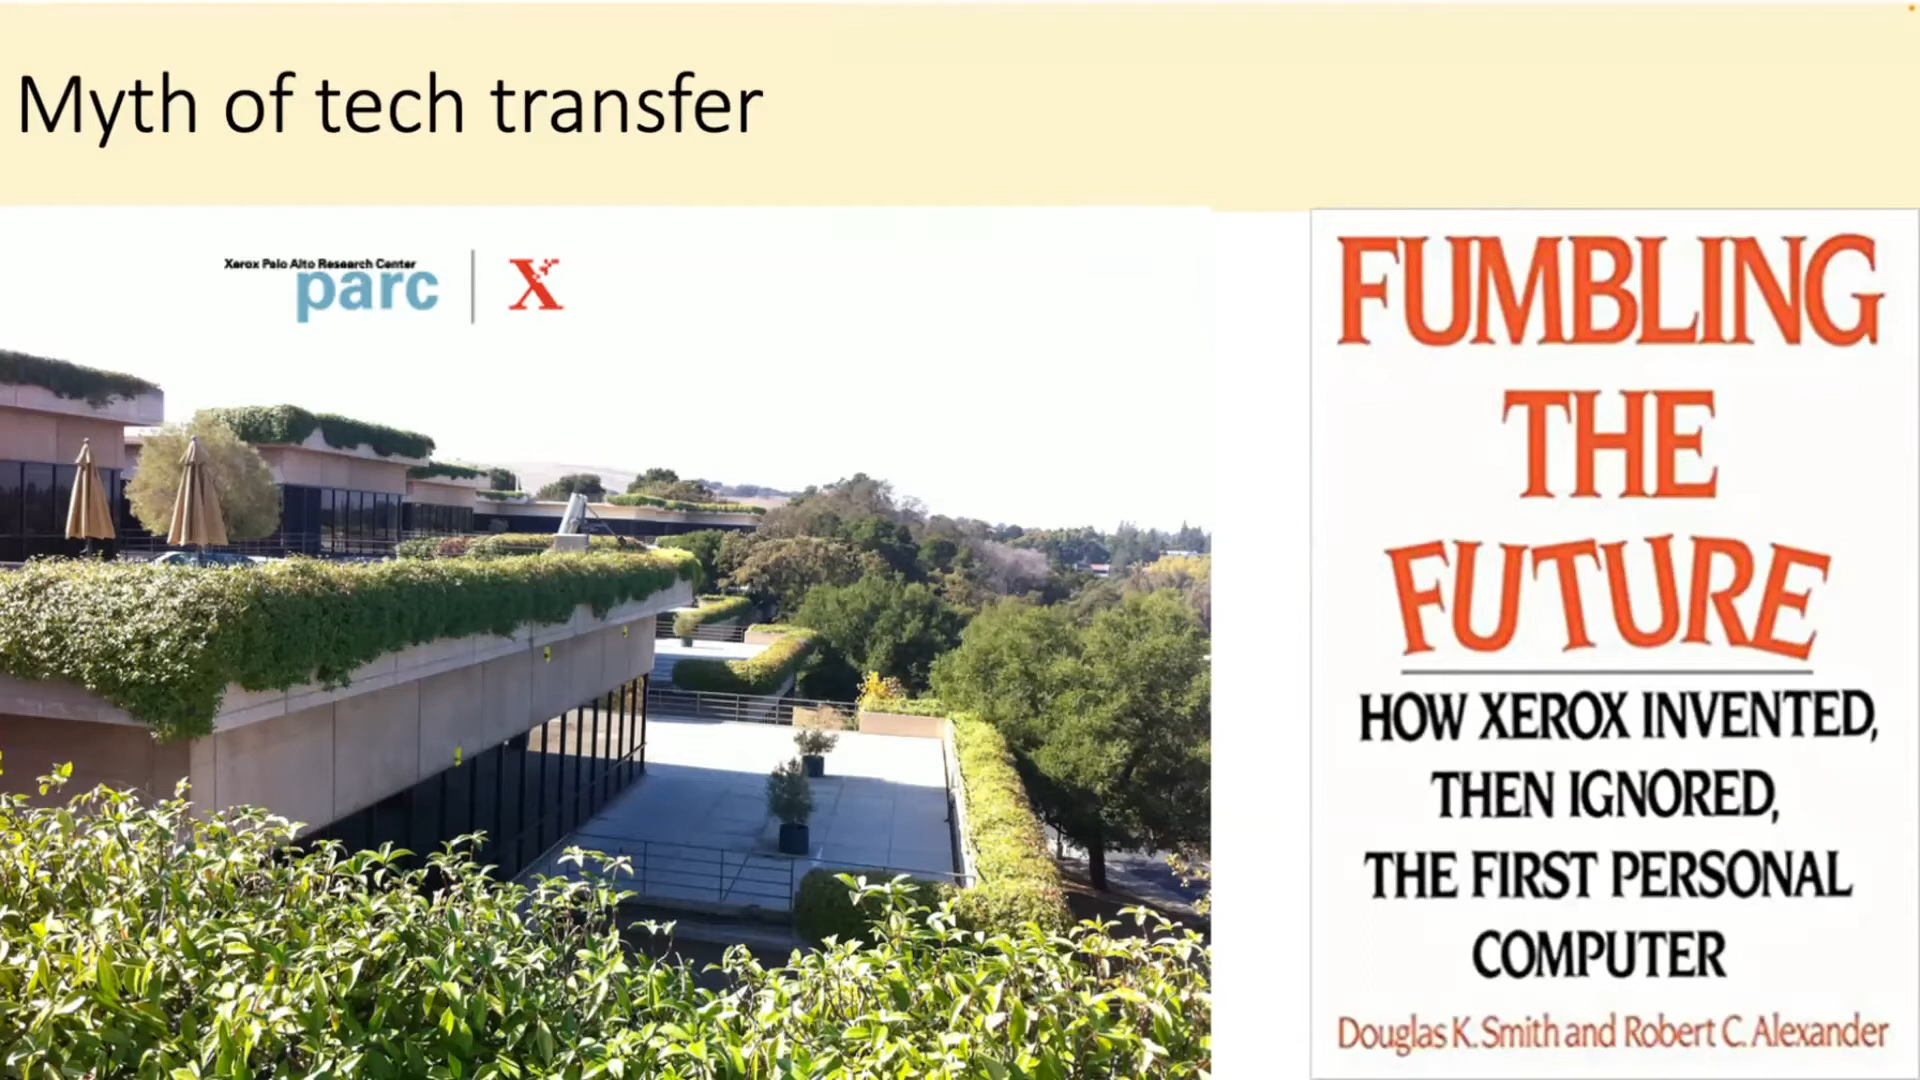 Myth of tech transfer
Xerox Palo Alto Research Center
parc
X
FUMBLING
THE
FUTURE
HOW XEROX INVENTED,
THEN IGNORED,
THE FIRST PERSONAL
COMPUTER
Douglas K. Smith and Robert C. Alexander